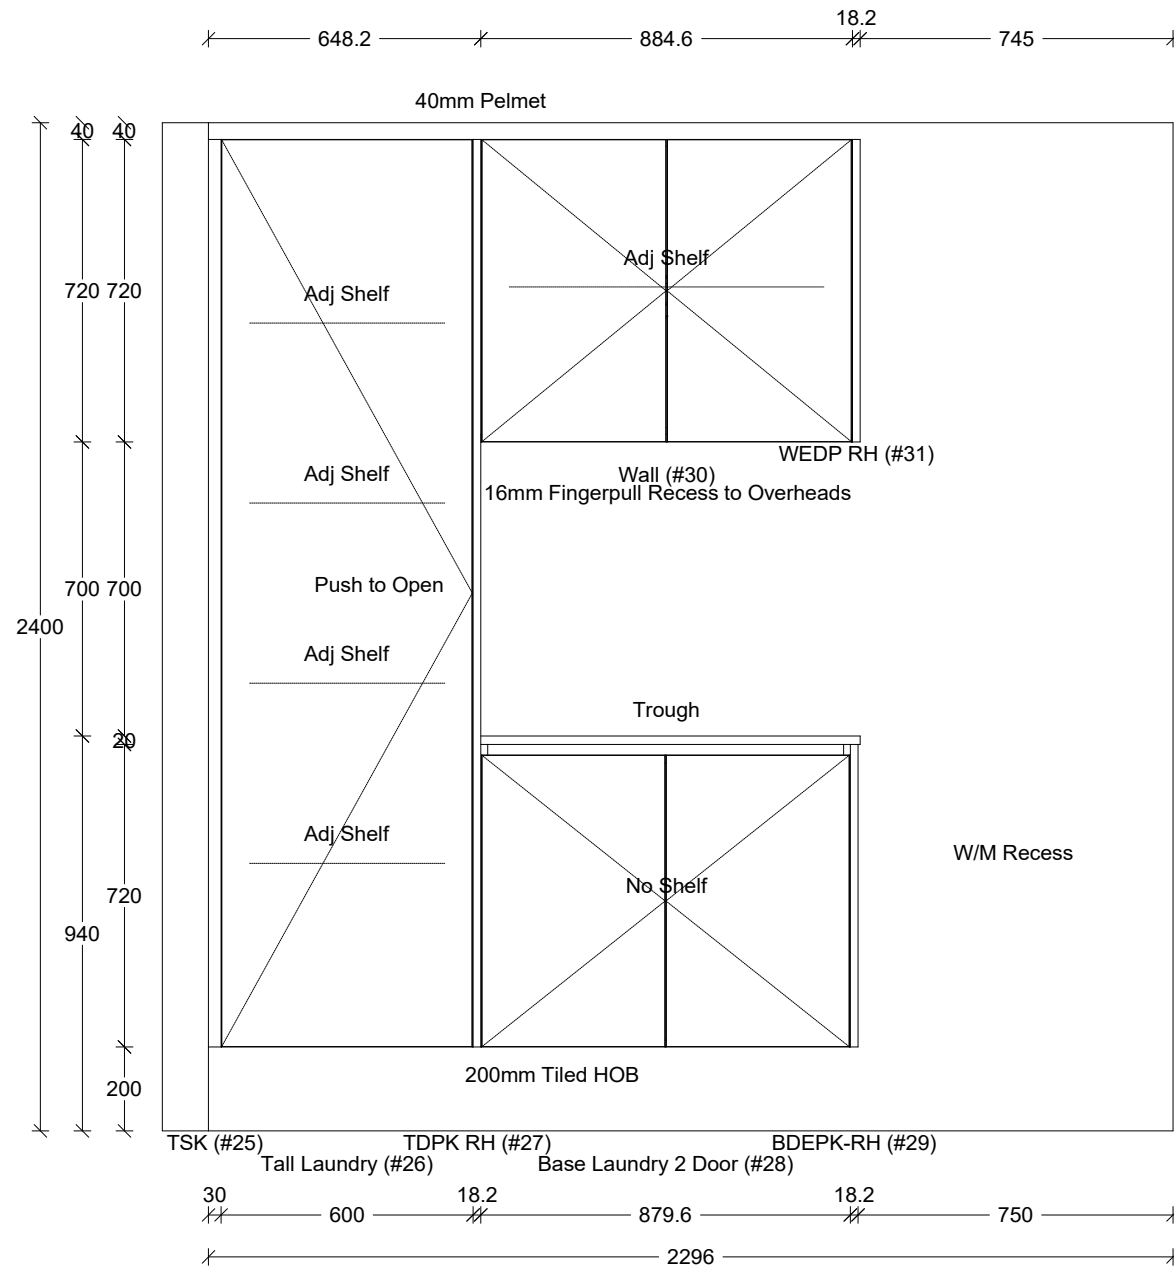 18.2
648.2
884.6
745
40mm Pelmet
40
40
Adj Shelf
720
720
Adj Shelf
WEDP RH (#31)
Adj Shelf
Wall (#30)
16mm Fingerpull Recess to Overheads
Push to Open
700
700
2400
Adj Shelf
Trough
20
Adj Shelf
W/M Recess
No Shelf
720
940
200mm Tiled HOB
200
TSK (#25)
TDPK RH (#27)
BDEPK-RH (#29)
Tall Laundry (#26)
Base Laundry 2 Door (#28)
30
18.2
18.2
600
879.6
750
2296